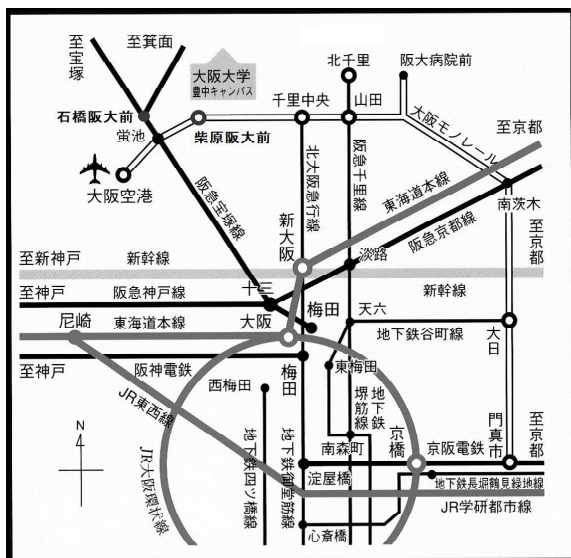 至宝塚
至箕面
大阪大学
豊中キャンパス
北千里
阪大病院前
石橋阪大前
柴原阪大前
千里中央
山田
大阪モノレール
至京都
蛍池
大阪空港
阪急宝塚線
北大阪急行線
阪急千里線
東海道本線
阪急京都線
南茨木
新大阪
淡路
至京都
至新神戸
新幹線
新幹線
至神戸
阪急神戸線
十三
梅田
天六
尼崎
東海道本線
大阪
地下鉄谷町線
大日
至神戸
阪神電鉄
梅田
東梅田
西梅田
地下鉄
堺筋線
JR東西線
南森町
京橋
門真市
至京都
京阪電鉄
N
JR大阪環状線
地下鉄四ツ橋線
地下鉄御堂筋線
淀屋橋
地下鉄長堀鶴見緑地線
JR学研都市線
心斎橋